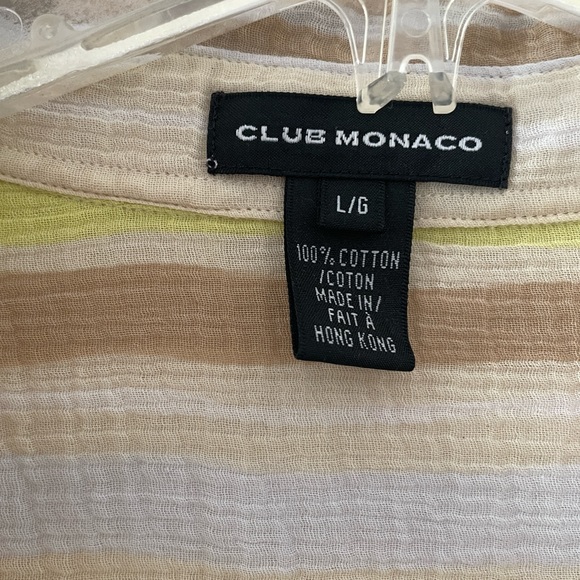 CLUB MONACO
L/G
100% COTTON
/COTON
MADE IN/
FAIT À
HONG KONG